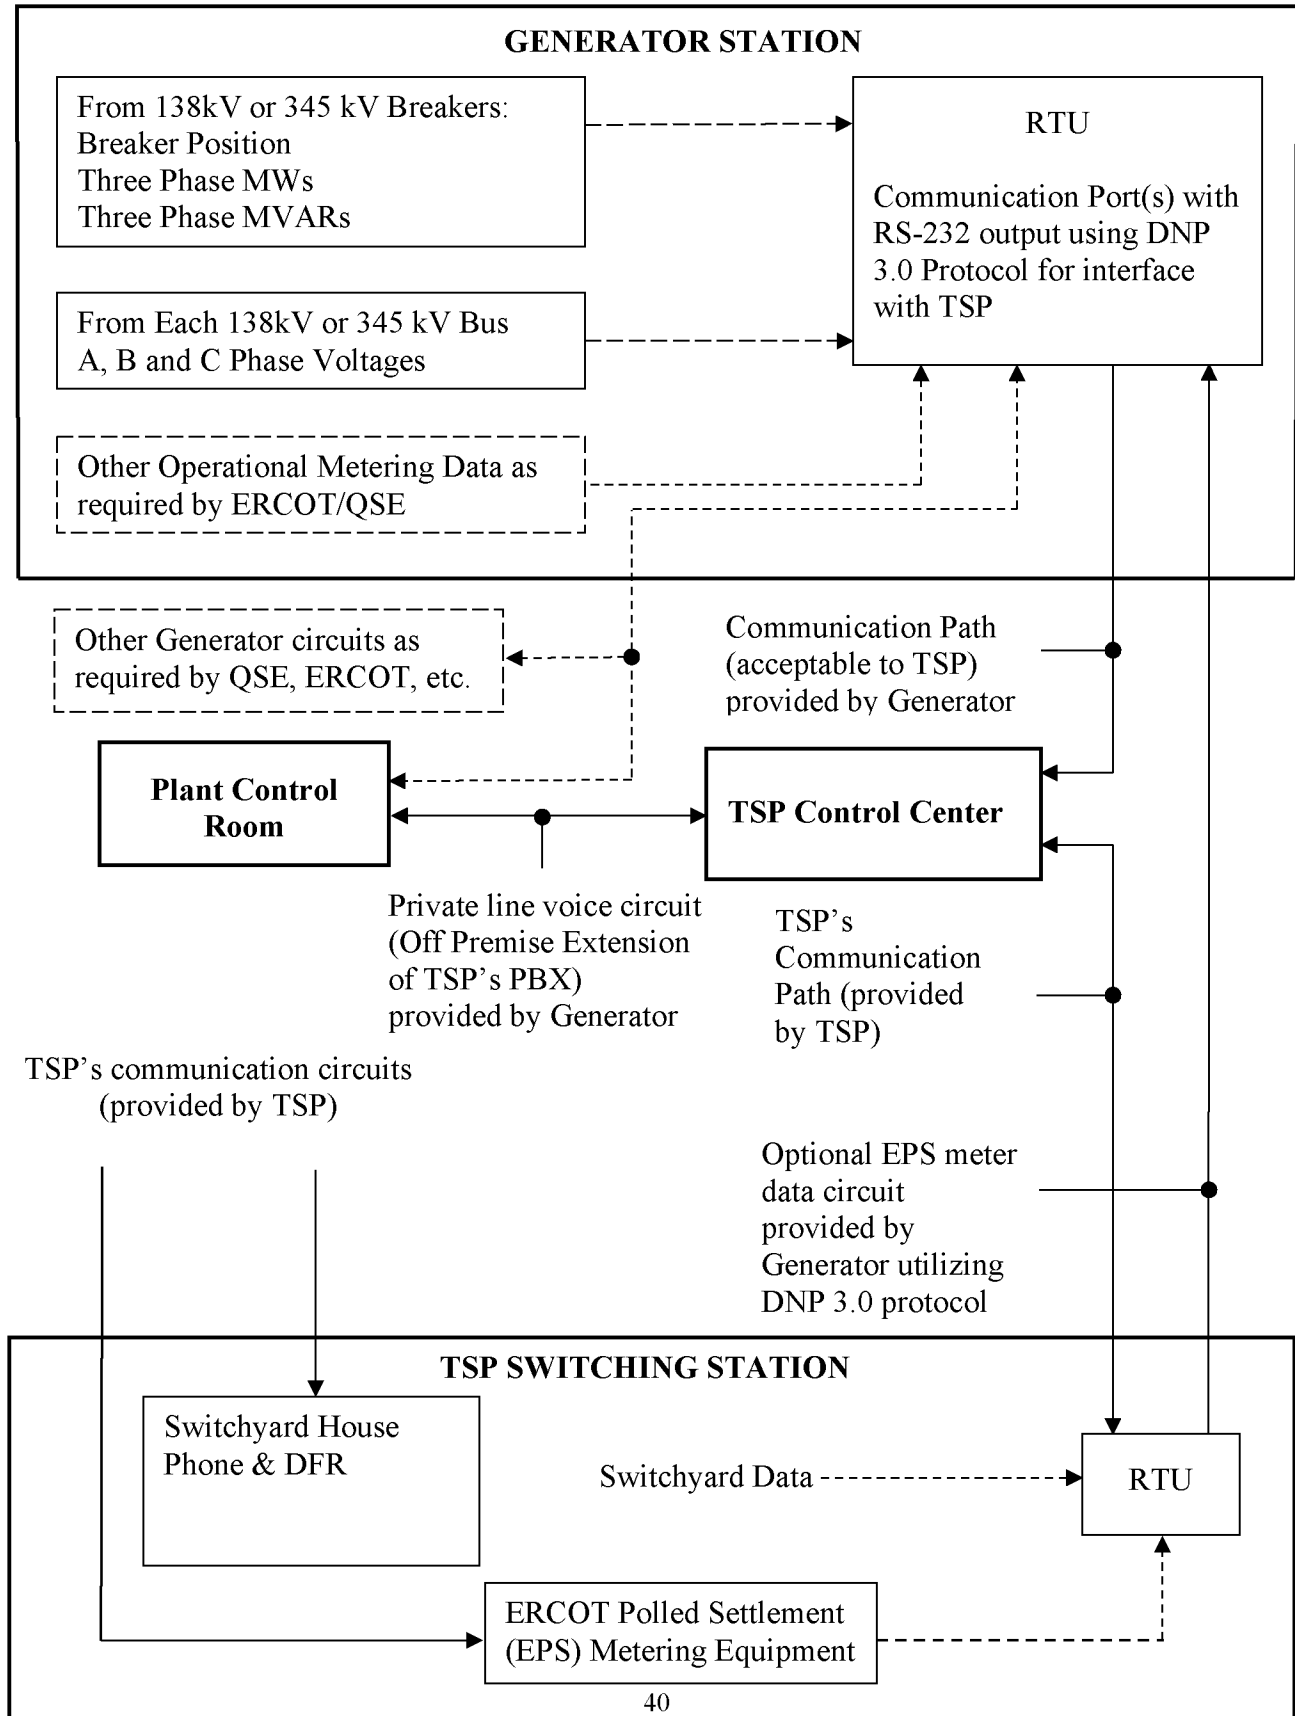 GENERATOR STATION
From 138kV or 345 kV Breakers:
Breaker Position
Three Phase MWs
Three Phase MVARs
RTU
Communication Port(s) with
RS-232 output using DNP
3.0 Protocol for interface
with TSP
From Each 138kV or 345 kV Bus
A, B and C Phase Voltages
Other Operational Metering Data as
required by ERCOT/QSE
Other Generator circuits as
required by QSE, ERCOT, etc.
Communication Path
(acceptable to TSP)
provided by Generator
Plant Control
Room
TSP Control Center
Private line voice circuit
(Off Premise Extension
of TSP's PBX)
provided by Generator
TSP's
Communication
Path (provided
by TSP)
TSP's communication circuits
(provided by TSP)
Optional EPS meter
data circuit
provided by
Generator utilizing
DNP 3.0 protocol
TSP SWITCHING STATION
Switchyard House
Phone & DFR
Switchyard Data
RTU
ERCOT Polled Settlement
(EPS) Metering Equipment
40